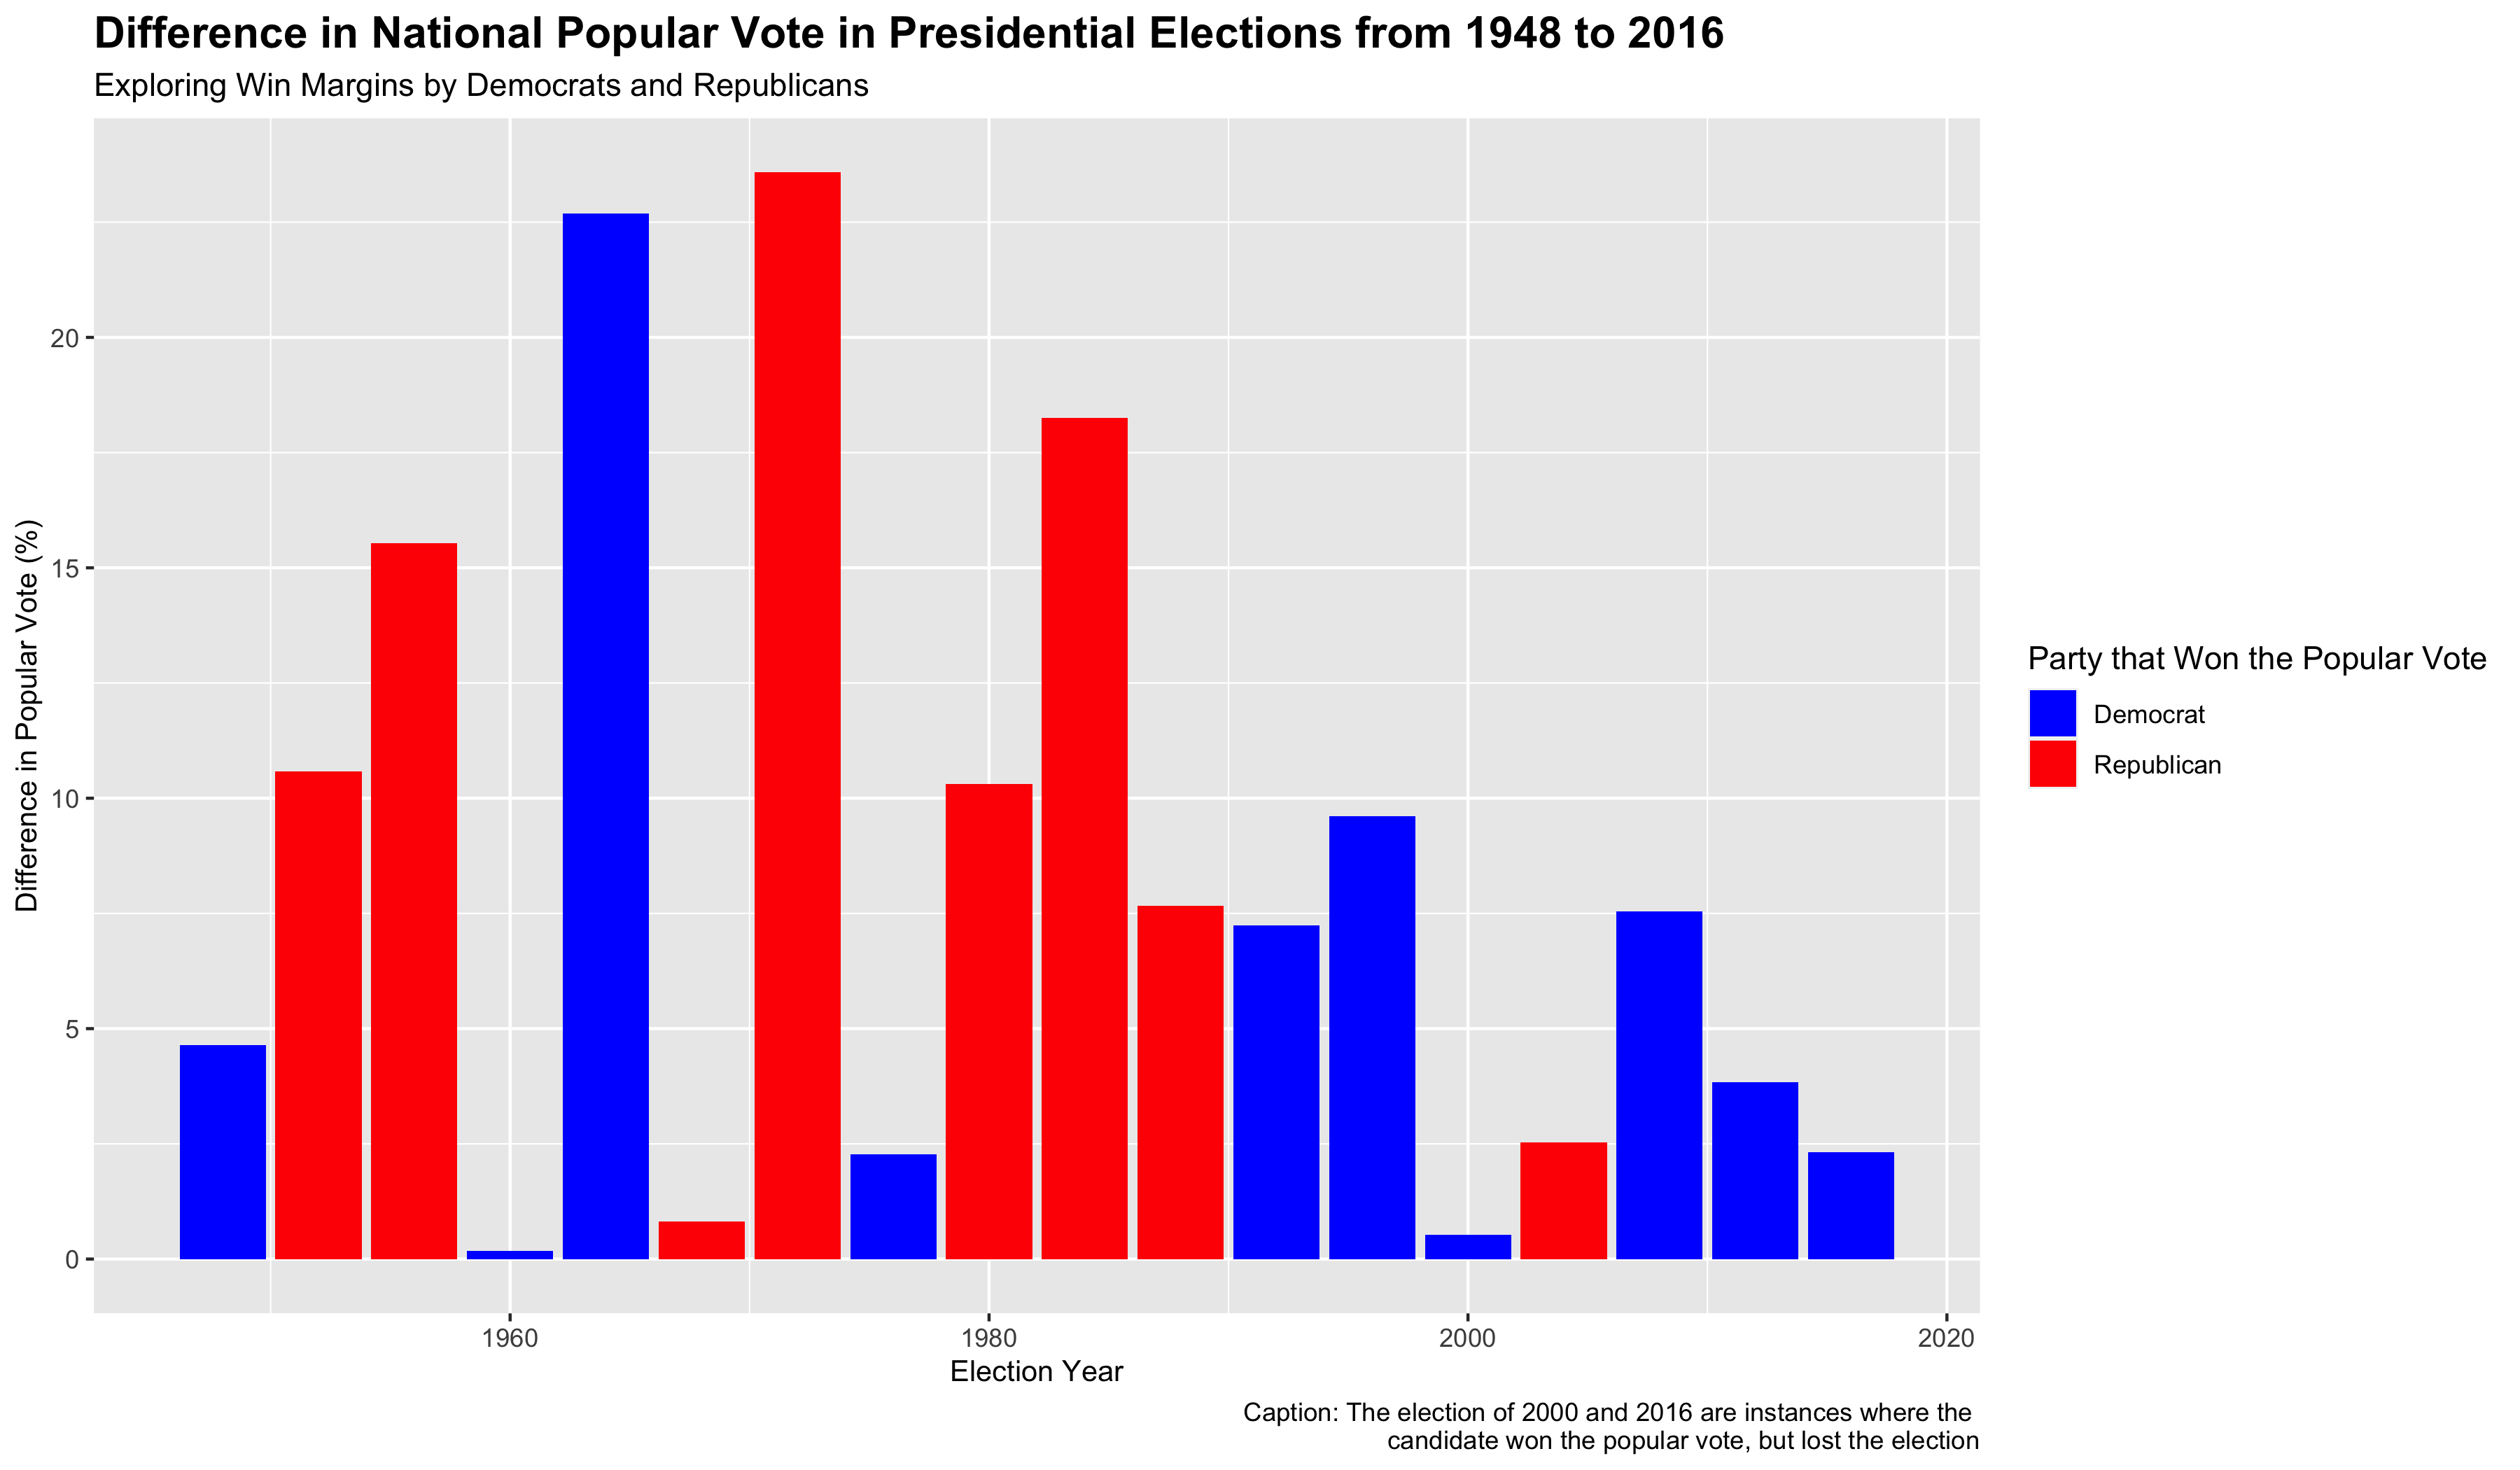 Difference in National Popular Vote in Presidential Elections from 1948 to 2016
Exploring Win Margins by Democrats and Republicans
Difference in Popular Vote (%)
20
15
10
5
0
1960
1980
2000
2020
Election Year
Party that Won the Popular Vote
Democrat
Republican
Caption: The election of 2000 and 2016 are instances where the
candidate won the popular vote, but lost the election